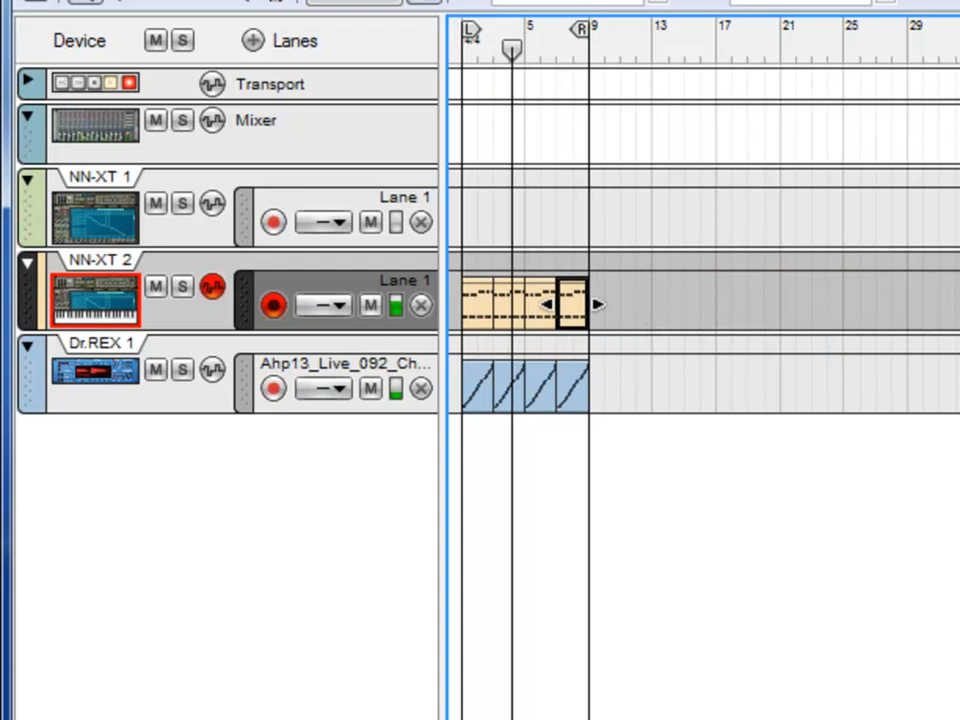 Device M S Lanes
L 4/4 5 R 9 13 17 21 25 29
Transport
M S Mixer
NN-XT 1
M S Lane 1
M
NN-XT 2
M S Lane 1
M
Dr.REX 1
M S Ahp13_Live_092_Ch...
M